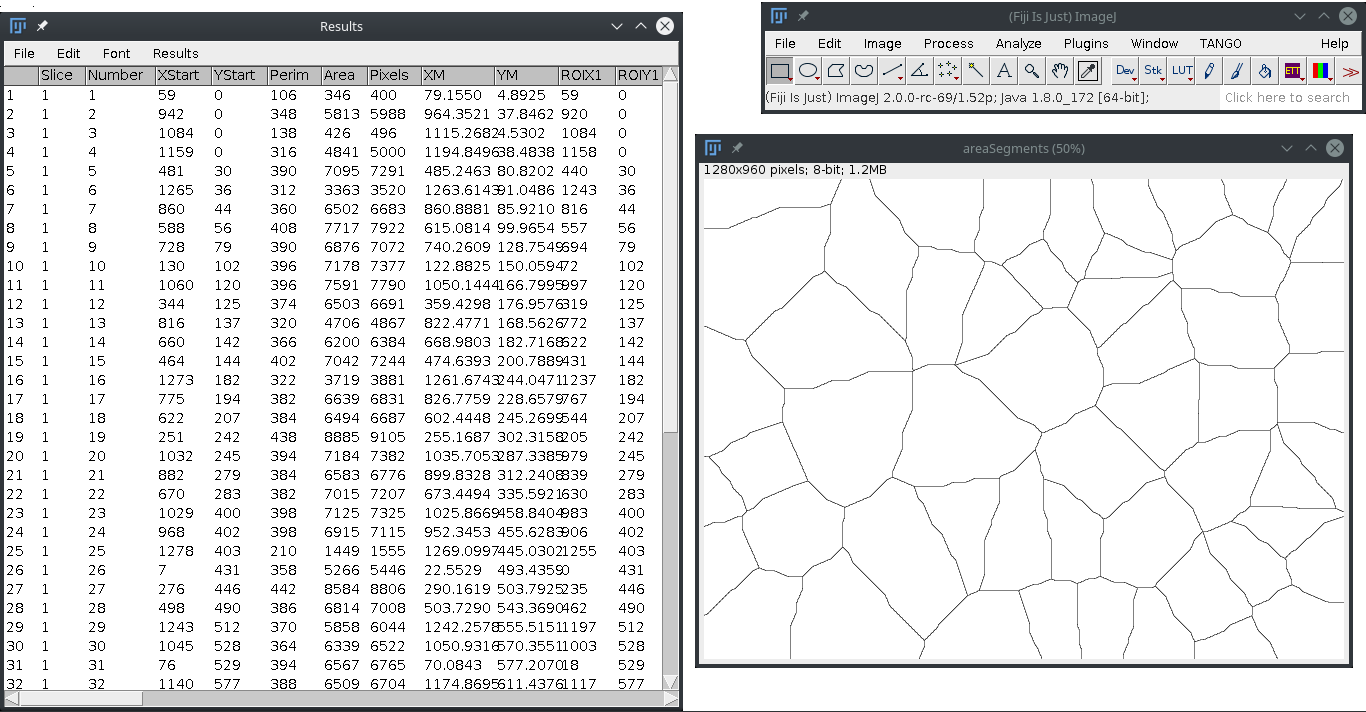 Results
File Edit Font Results
Slice Number XStart YStart Perim Area Pixels XM YM ROIX1 ROIY1
1 1 1 59 0 106 346 400 79.1550 4.8925 59 0
2 1 2 942 0 348 5813 5988 964.3521 37.8462 920 0
3 1 3 1084 0 138 426 496 1115.2682 4.5302 1084 0
4 1 4 1159 0 316 4841 5000 1194.8496 38.4838 1158 0
5 1 5 481 30 390 7095 7291 485.2463 80.8202 440 30
6 1 6 1265 36 312 3363 3520 1263.6143 91.0486 1243 36
7 1 7 860 44 360 6502 6683 860.8881 85.9210 816 44
8 1 8 588 56 408 7717 7922 615.0814 99.9654 557 56
9 1 9 728 79 390 6876 7072 740.2609 128.7549 694 79
10 1 10 130 102 396 7178 7377 122.8825 150.0594 72 102
11 1 11 1060 120 396 7591 7790 1050.1444 166.7995 997 120
12 1 12 344 125 374 6503 6691 359.4298 176.9576 319 125
13 1 13 816 137 320 4706 4867 822.4771 168.5626 772 137
14 1 14 660 142 366 6200 6384 668.9803 182.7168 622 142
15 1 15 464 144 402 7042 7244 474.6393 200.7889 431 144
16 1 16 1273 182 322 3719 3881 1261.6743 244.0471 1237 182
17 1 17 775 194 382 6639 6831 826.7759 228.6579 767 194
18 1 18 622 207 384 6494 6687 602.4448 245.2699 544 207
19 1 19 251 242 438 8885 9105 255.1687 302.3158 205 242
20 1 20 1032 245 394 7184 7382 1035.7053 287.3385 979 245
21 1 21 882 279 384 6583 6776 899.8328 312.2408 839 279
22 1 22 670 283 382 7015 7207 673.4494 335.5921 630 283
23 1 23 1029 400 398 7125 7325 1025.8669 458.8404 983 400
24 1 24 968 402 398 6915 7115 952.3453 455.6283 906 402
25 1 25 1278 403 210 1449 1555 1269.0997 445.0302 1255 403
26 1 26 7 431 358 5266 5446 22.5529 493.4359 0 431
27 1 27 276 446 442 8584 8806 290.1619 503.7925 235 446
28 1 28 498 490 386 6814 7008 503.7290 543.3690 462 490
29 1 29 1243 512 370 5858 6044 1242.2578 555.5151 1197 512
30 1 30 1045 528 364 6339 6522 1050.9316 570.3551 1003 528
31 1 31 76 529 394 6567 6765 70.0843 577.2070 18 529
32 1 32 1140 577 388 6509 6704 1174.8695 611.4376 1117 577
(Fiji Is Just) ImageJ
File Edit Image Process Analyze Plugins Window TANGO Help
A Dev Stk LUT ETT >>
(Fiji Is Just) ImageJ 2.0.0-rc-69/1.52p; Java 1.8.0_172 [64-bit]; Click here to search
areaSegments (50%)
1280x960 pixels; 8-bit; 1.2MB